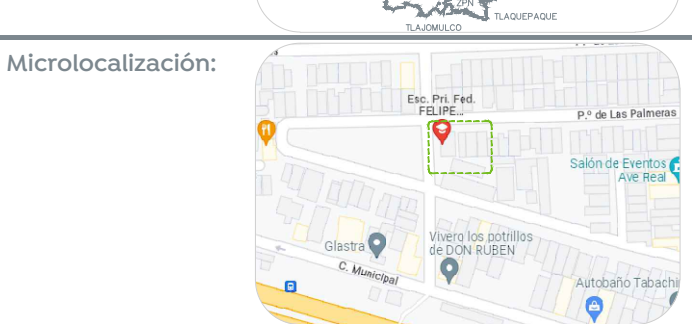 ZPN
TLAQUEPAQUE
TLAJOMULCO
Microlocalización:
Esc. Pri. Fed.
FELIPE...
P.º de Las Palmeras
Salón de Eventos
Ave Real
Glastra
Vivero los potrillos
de DON RUBEN
C. Municipal
Autobaño Tabachi